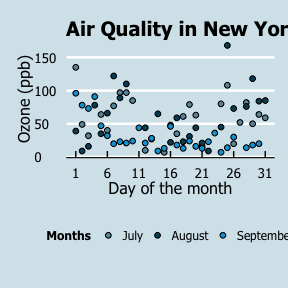 Air Quality in New Yor
Ozone (ppb)
150
100
50
0
1 6 11 16 21 26 31
Day of the month
Months July August Septembe